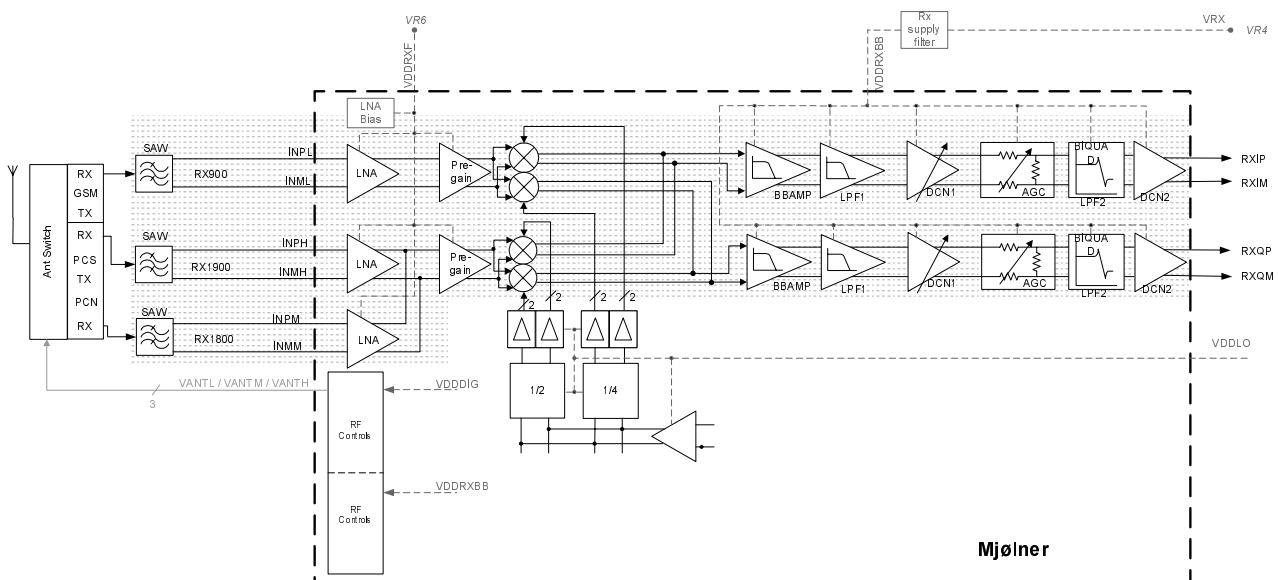 VR6
Rx
supply
filter
VRX
VR4
VDDRXF
VDDRXBB
LNA
Bias
SAW
INPL
RX900
INML
LNA
Pre-
gain
BBAMP
LPF1
DCN1
AGC
BIQUA
D
LPF2
DCN2
RXIP
RXIM
Ant Switch
RX
GSM
TX
RX
PCS
TX
PCN
RX
SAW
INPH
RX1900
INMH
LNA
Pre-
gain
BBAMP
LPF1
DCN1
AGC
BIQUA
D
LPF2
DCN2
RXQP
RXQM
2
2
2
2
SAW
INPM
RX1800
INMM
LNA
VDDLO
VANTL / VANTM / VANTH
3
VDDDIG
1/2
1/4
RF
Controls
VDDRXBB
RF
Controls
Mjølner